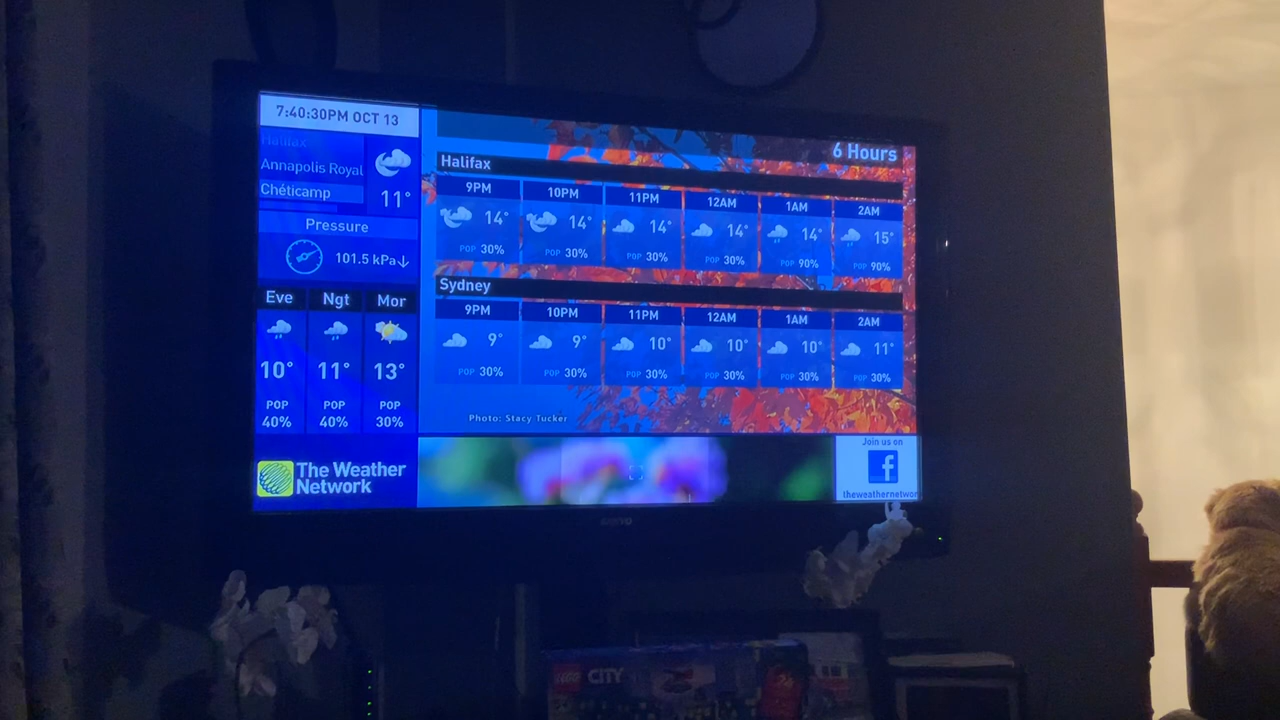 7:40:30PM OCT 13
Halifax
Annapolis Royal
Chéticamp
11°
Pressure
101.5 kPa↓
Eve Ngt Mor
10° 11° 13°
POP POP POP
40% 40% 30%
The Weather
Network
6 Hours
Halifax
9PM 10PM 11PM 12AM 1AM 2AM
14° 14° 14° 14° 14° 15°
POP 30% POP 30% POP 30% POP 30% POP 90% POP 90%
Sydney
9PM 10PM 11PM 12AM 1AM 2AM
9° 9° 10° 10° 10° 11°
POP 30% POP 30% POP 30% POP 30% POP 30% POP 30%
Photo: Stacy Tucker
Join us on
f
theweathernetwor
SANYO
LEGO CITY